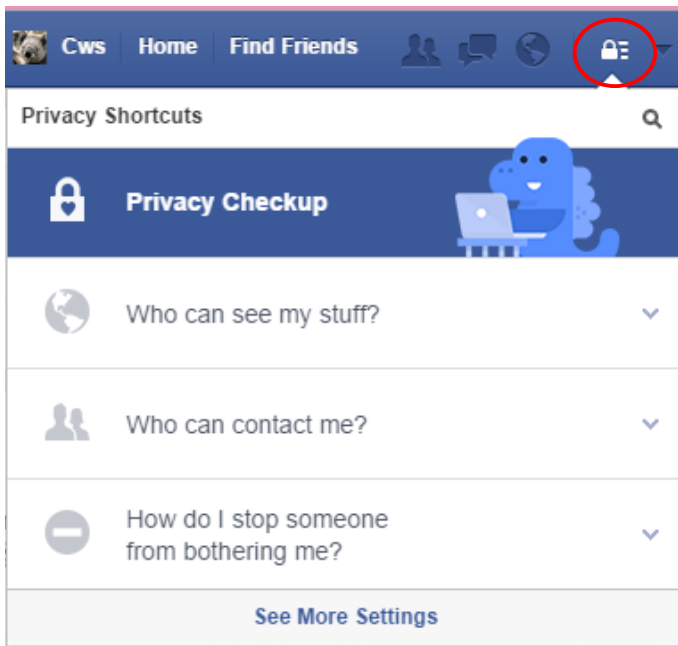 Cws Home Find Friends
Privacy Shortcuts
Privacy Checkup
Who can see my stuff?
Who can contact me?
How do I stop someone
from bothering me?
See More Settings